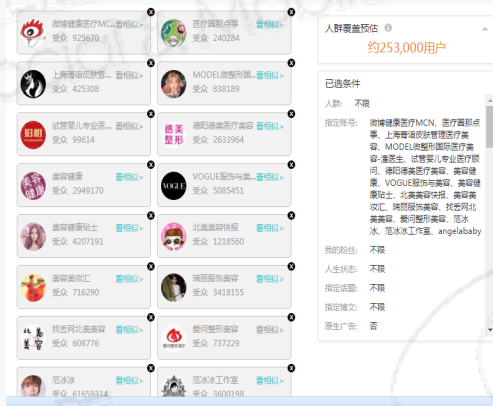 微博健康医疗MC... 看相似>
受众 925670
医疗圆那点事 看相似>
受众 240284
上海菁语皮肤管... 看相似>
受众 425308
MODEL微整形国... 看相似>
受众 838189
试管婴儿专业医... 看相似>
受众 99614
德阳德美医疗美容 看相似>
受众 2633964
美容健康 看相似>
受众 2949170
VOGUE服饰与美... 看相似>
受众 5085451
美容健康贴士 看相似>
受众 4207191
北美美容快报 看相似>
受众 1218560
美容美妆汇 看相似>
受众 716290
瑞丽服饰美容 看相似>
受众 3418155
找丢网北美美容 看相似>
受众 608776
爱问整形美容 看相似>
受众 737229
范冰冰 看相似>
受众 61659314
范冰冰工作室 看相似>
受众 3600198
人群覆盖预估
约253,000用户
已选条件
人群: 不限
指定账号: 微博健康医疗MCN、医疗圆那点
事、上海菁语皮肤管理医疗美
容、MODEL微整形国际医疗美
容-潘医生、试管婴儿专业医疗顾
问、德阳德美医疗美容、美容健
康、VOGUE服饰与美容、美容健
康贴士、北美美容快报、美容美
妆汇、瑞丽服饰美容、找丢网北
美美容、爱问整形美容、范冰
冰、范冰冰工作室、angelababy
我的粉丝: 不限
人生状态: 不限
指定话题: 不限
指定博文: 不限
原生广告: 否